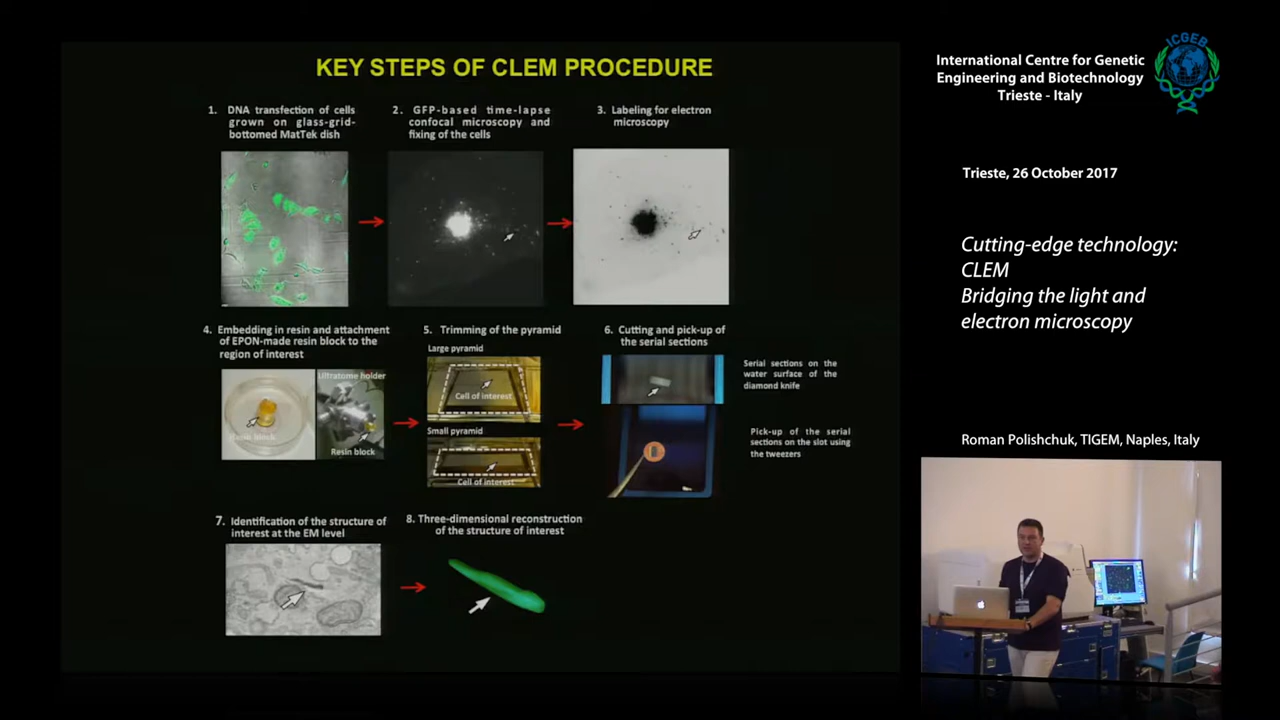 KEY STEPS OF CLEM PROCEDURE
1. DNA transfection of cells
grown on glass-grid-
bottomed MatTek dish
2. GFP-based time-lapse
confocal microscopy and
fixing of the cells
3. Labeling for electron
microscopy
4. Embedding in resin and attachment
of EPON-made resin block to the
region of interest
Resin block
Ultratome holder
Resin block
5. Trimming of the pyramid
Large pyramid
Cell of interest
Small pyramid
Cell of interest
6. Cutting and pick-up of
the serial sections
Serial sections on the
water surface of the
diamond knife
Pick-up of the serial
sections on the slot using
the tweezers
7. Identification of the structure of
interest at the EM level
8. Three-dimensional reconstruction
of the structure of interest
International Centre for Genetic
Engineering and Biotechnology
Trieste - Italy
ICGEB
Trieste, 26 October 2017
Cutting-edge technology:
CLEM
Bridging the light and
electron microscopy
Roman Polishchuk, TIGEM, Naples, Italy